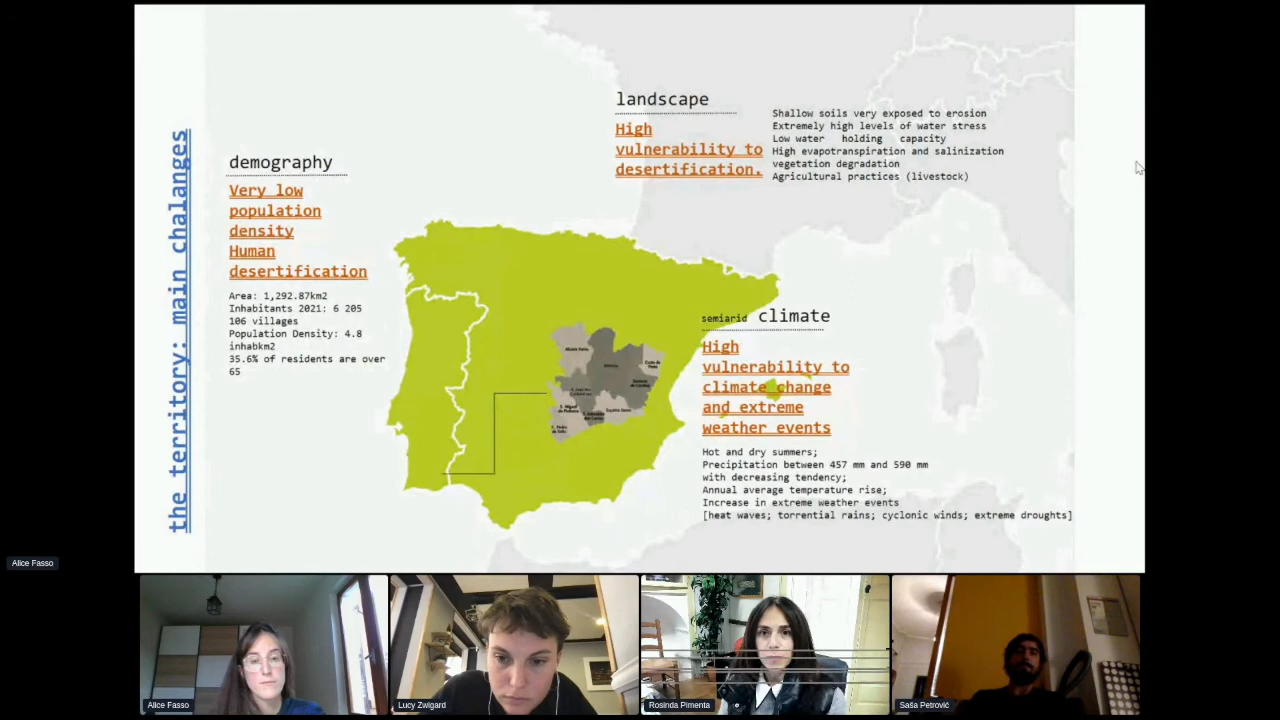 the territory: main chalanges
demography
Very low
population
density
Human
desertification
Area: 1,292.87km2
Inhabitants 2021: 6 205
106 villages
Population Density: 4.8
inhabkm2
35.6% of residents are over
65
landscape
High
vulnerability to
desertification.
Shallow soils very exposed to erosion
Extremely high levels of water stress
Low water holding capacity
High evapotranspiration and salinization
vegetation degradation
Agricultural practices (livestock)
semiarid climate
High
vulnerability to
climate change
and extreme
weather events
Hot and dry summers;
Precipitation between 457 mm and 590 mm
with decreasing tendency;
Annual average temperature rise;
Increase in extreme weather events
[heat waves; torrential rains; cyclonic winds; extreme droughts]
Alice Fasso
Alice Fasso
Lucy Zwigard
Rosinda Pimenta
Saša Petrović